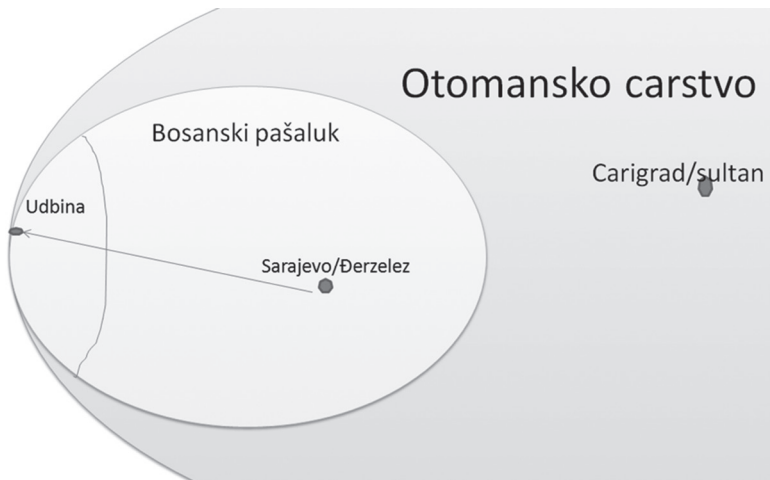 Otomansko carstvo
Bosanski pašaluk
Carigrad/sultan
Udbina
Sarajevo/Đerzelez